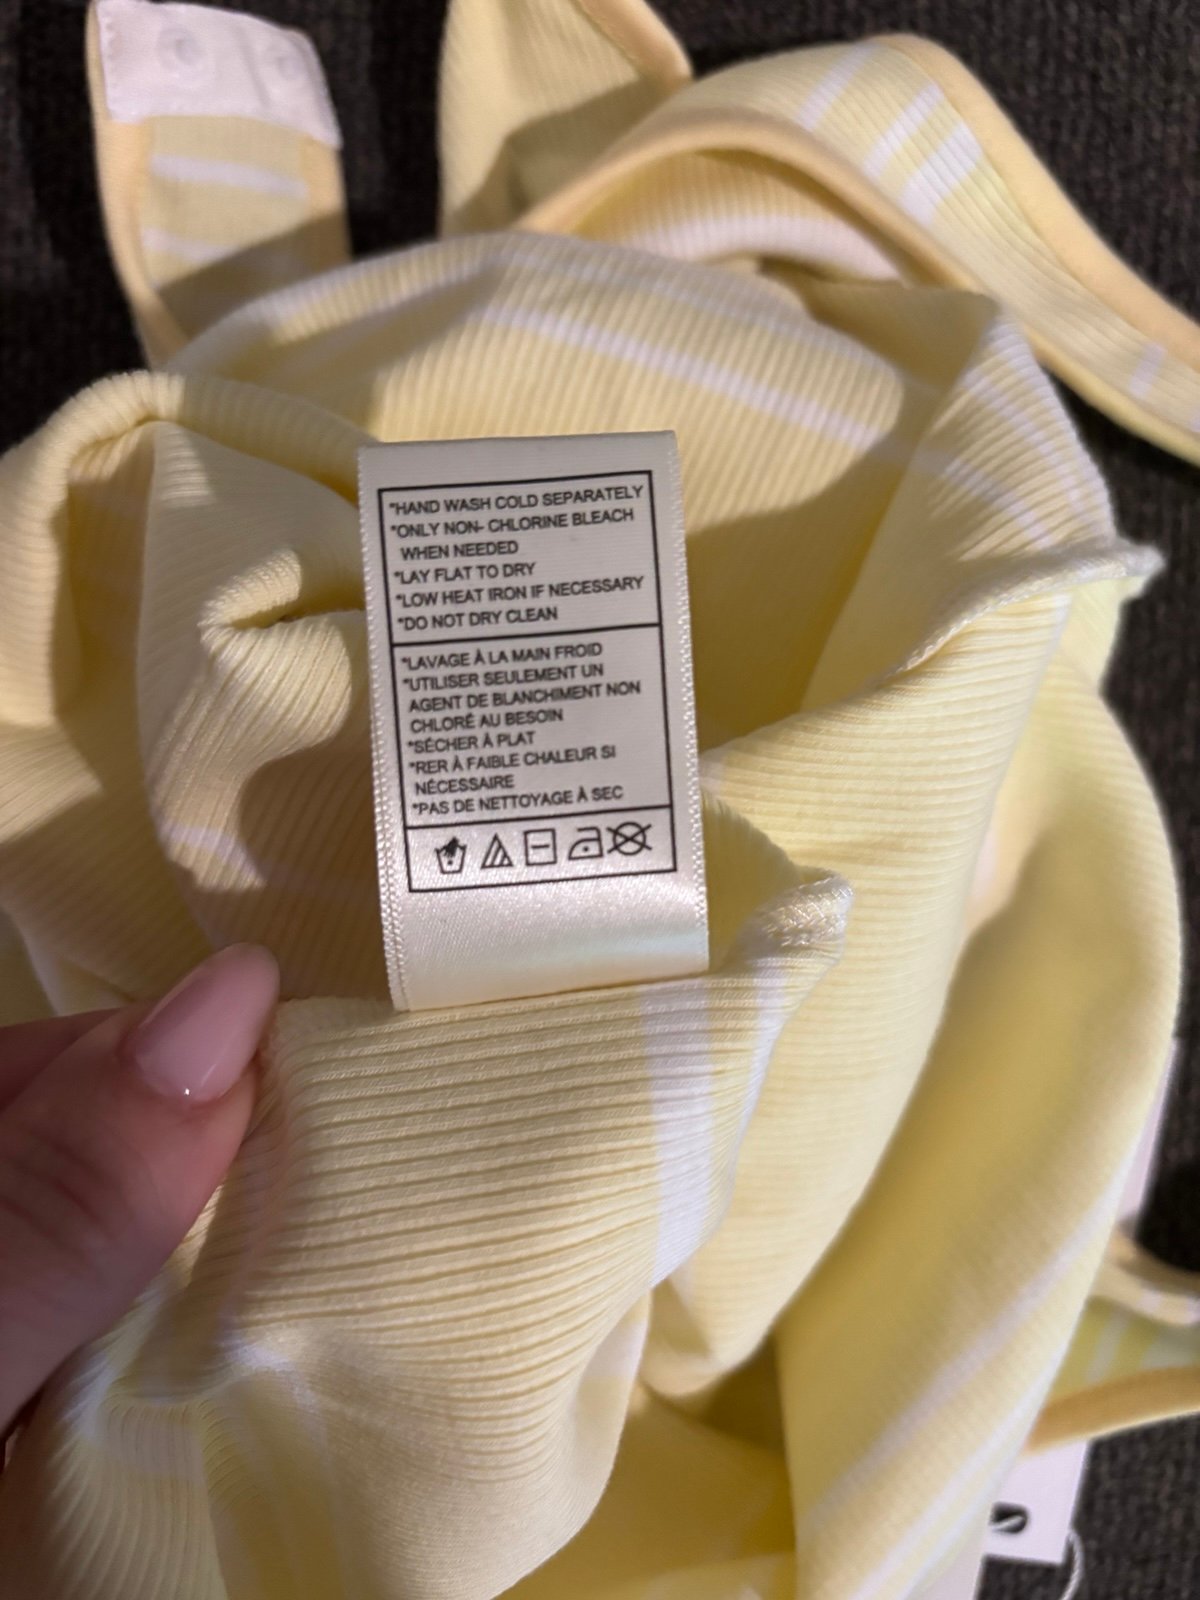 *HAND WASH COLD SEPARATELY
*ONLY NON- CHLORINE BLEACH
WHEN NEEDED
*LAY FLAT TO DRY
*LOW HEAT IRON IF NECESSARY
*DO NOT DRY CLEAN
*LAVAGE À LA MAIN FROID
*UTILISER SEULEMENT UN
AGENT DE BLANCHIMENT NON
CHLORÉ AU BESOIN
*SÉCHER À PLAT
*RER À FAIBLE CHALEUR SI
NÉCESSAIRE
*PAS DE NETTOYAGE À SEC